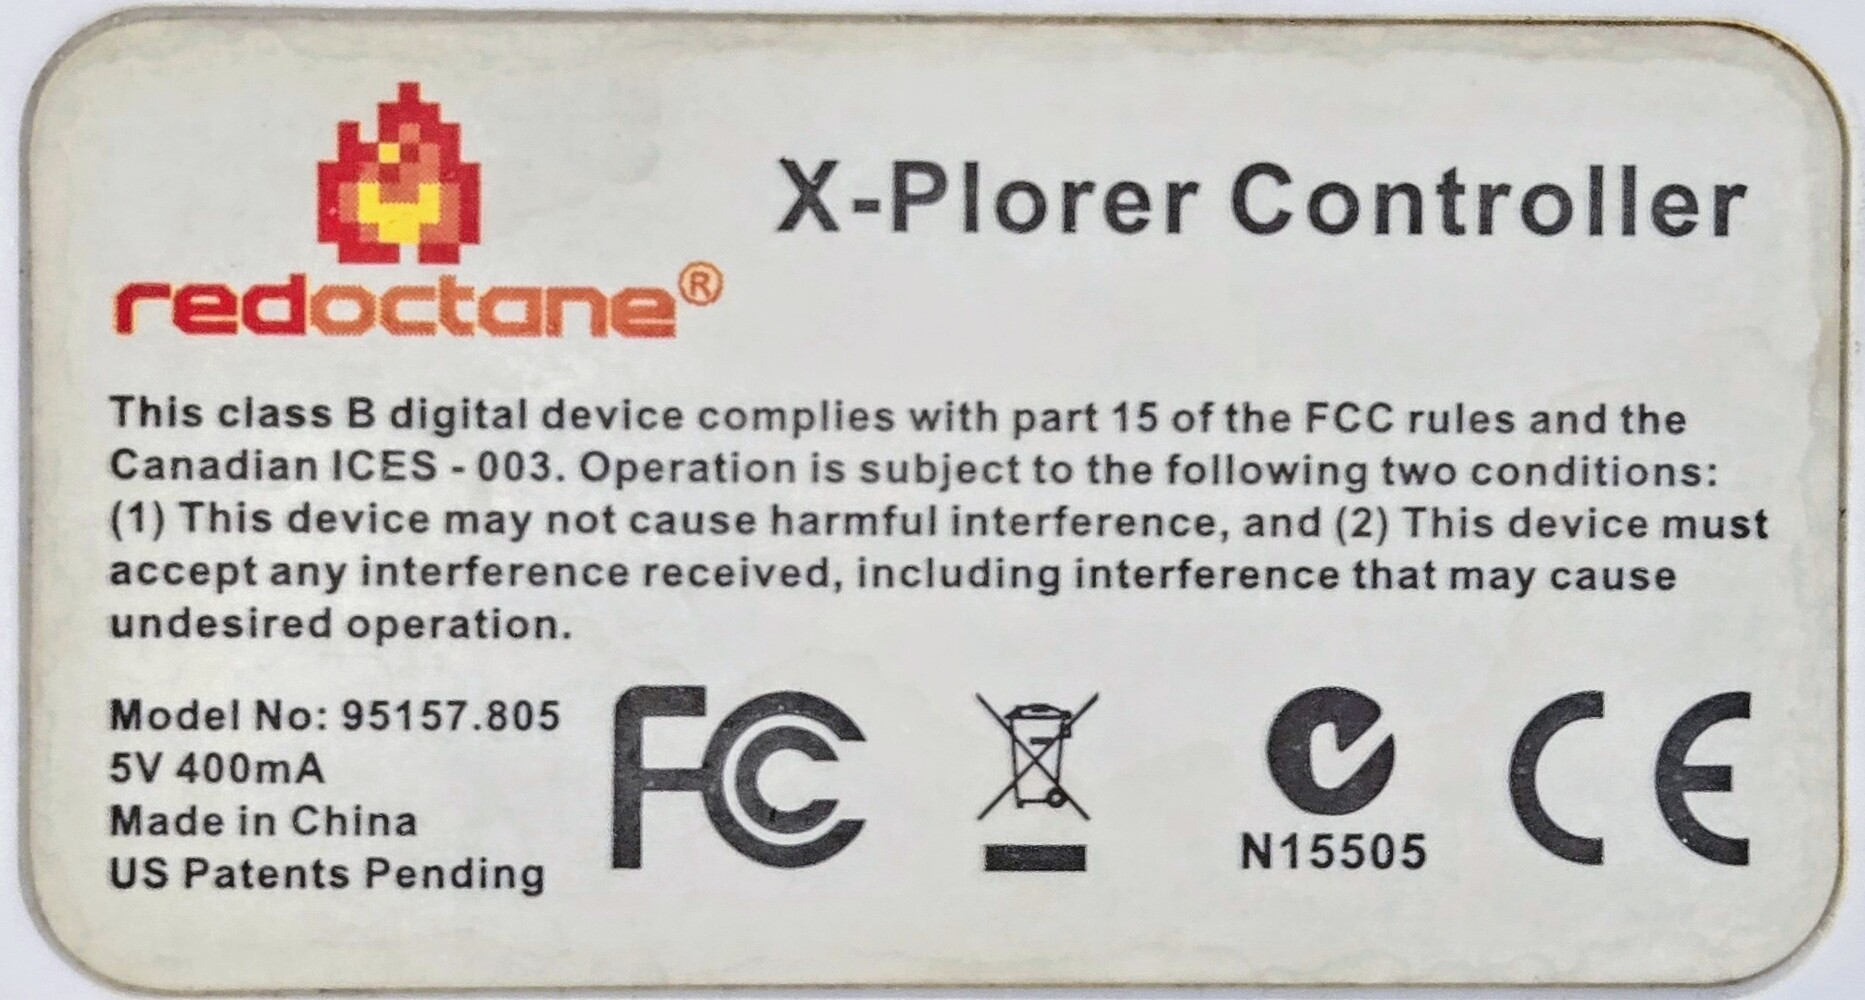 redoctane®
X-Plorer Controller
This class B digital device complies with part 15 of the FCC rules and the
Canadian ICES - 003. Operation is subject to the following two conditions:
(1) This device may not cause harmful interference, and (2) This device must
accept any interference received, including interference that may cause
undesired operation.
Model No: 95157.805
5V 400mA
Made in China
US Patents Pending
FC
N15505
CE